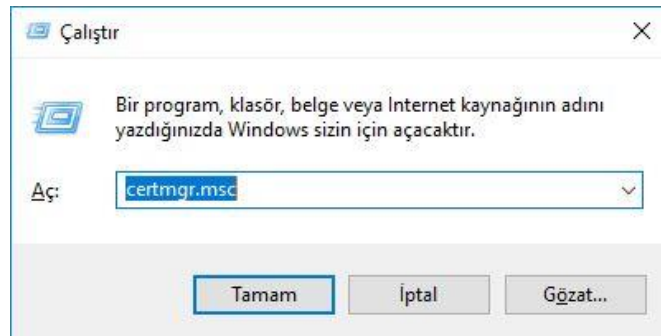 Çalıştır
Bir program, klasör, belge veya Internet kaynağının adını
yazdığınızda Windows sizin için açacaktır.
Aç: certmgr.msc
Tamam İptal Gözat...